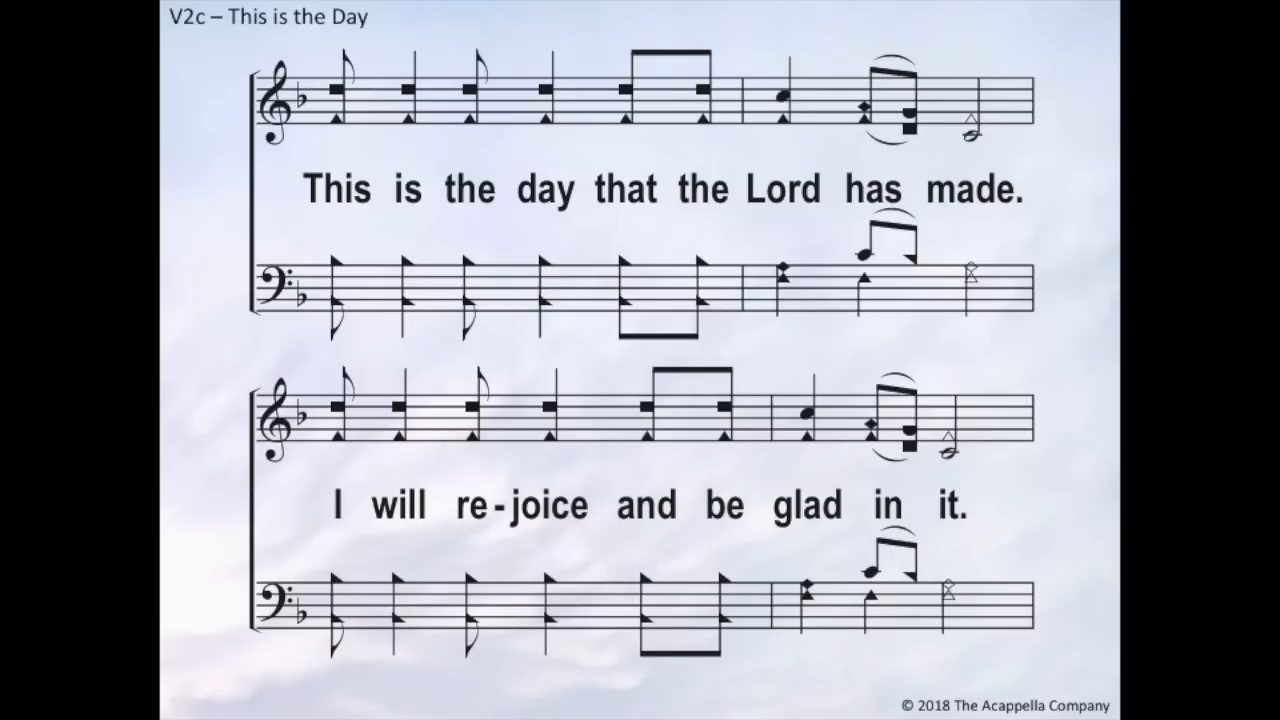 V2c – This is the Day
This is the day that the Lord has made.
I will re-joice and be glad in it.
© 2018 The Acappella Company